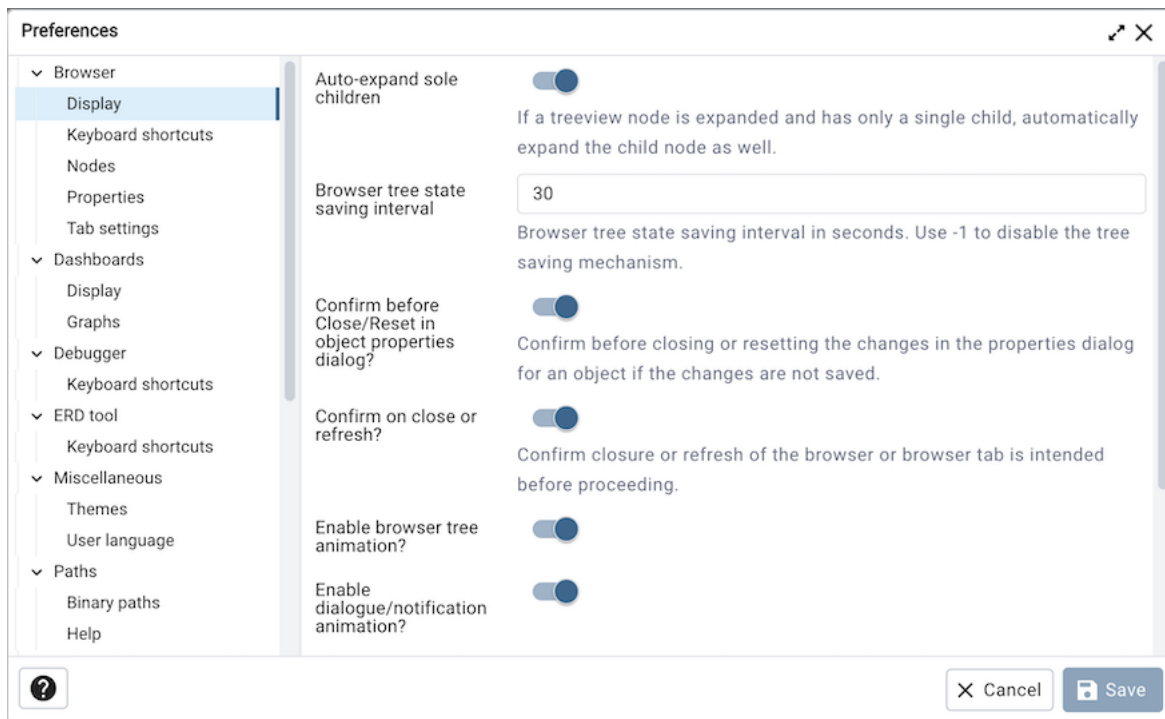 Preferences
Browser
Display
Keyboard shortcuts
Nodes
Properties
Tab settings
Dashboards
Display
Graphs
Debugger
Keyboard shortcuts
ERD tool
Keyboard shortcuts
Miscellaneous
Themes
User language
Paths
Binary paths
Help
Auto-expand sole
children
If a treeview node is expanded and has only a single child, automatically
expand the child node as well.
Browser tree state
saving interval
30
Browser tree state saving interval in seconds. Use -1 to disable the tree
saving mechanism.
Confirm before
Close/Reset in
object properties
dialog?
Confirm before closing or resetting the changes in the properties dialog
for an object if the changes are not saved.
Confirm on close or
refresh?
Confirm closure or refresh of the browser or browser tab is intended
before proceeding.
Enable browser tree
animation?
Enable
dialogue/notification
animation?
?
Cancel
Save